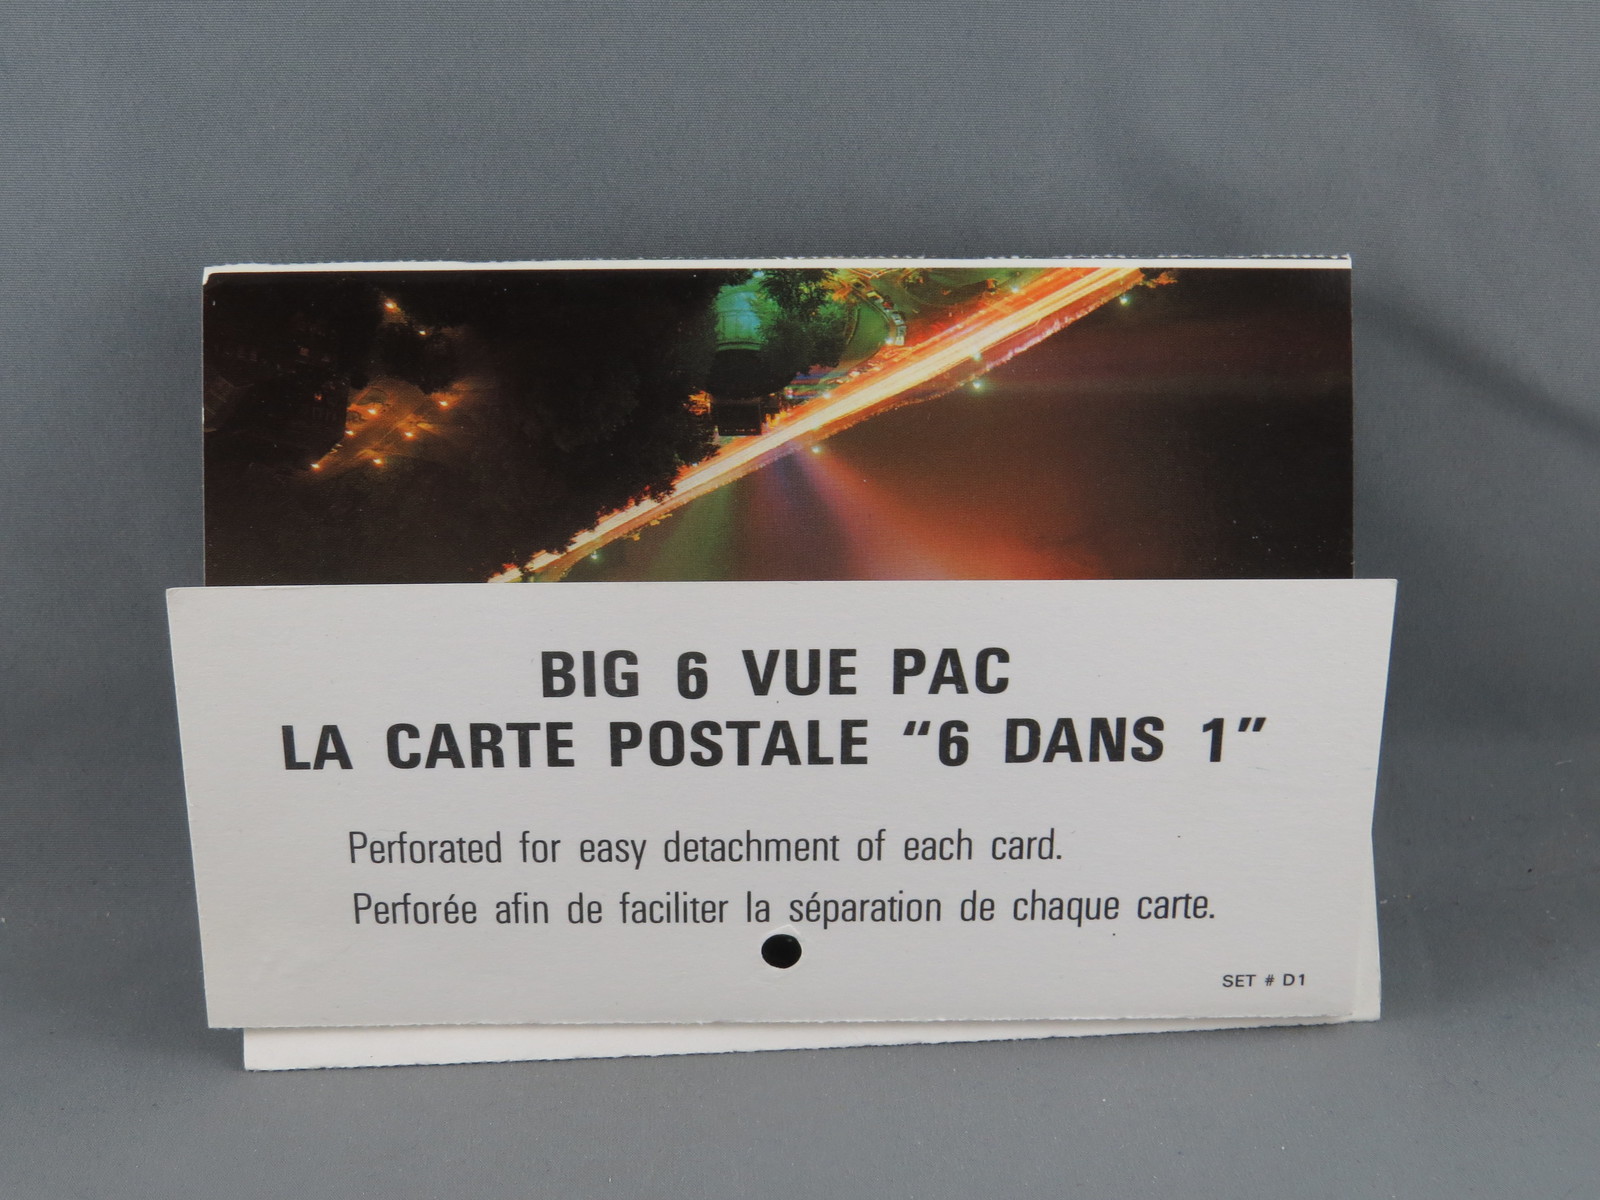 BIG 6 VUE PAC
LA CARTE POSTALE “6 DANS 1”
Perforated for easy detachment of each card.
Perforée afin de faciliter la séparation de chaque carte.
SET # D1